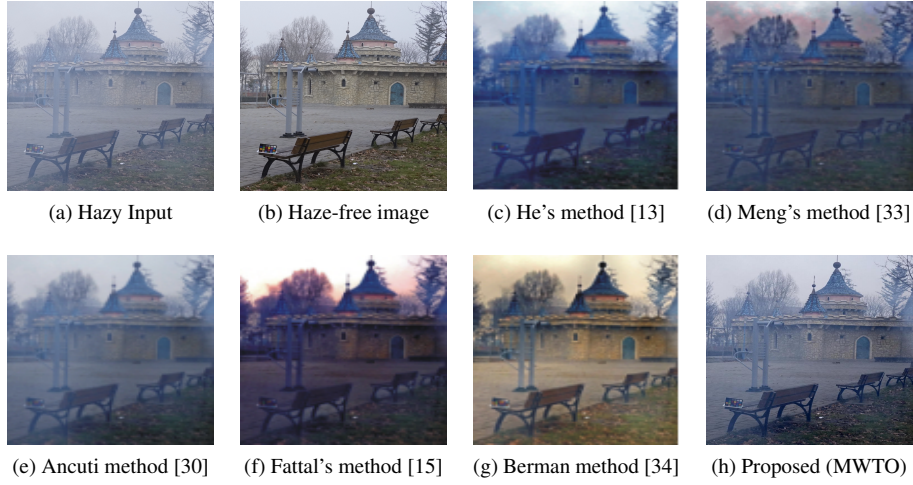 (a) Hazy Input
(b) Haze-free image
(c) He's method [13]
(d) Meng's method [33]
(e) Ancuti method [30]
(f) Fattal's method [15]
(g) Berman method [34]
(h) Proposed (MWTO)